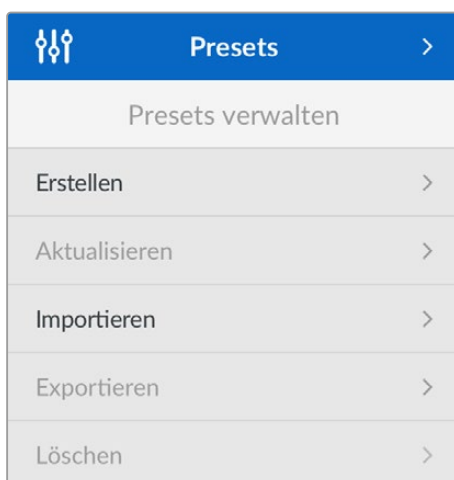 Presets
Presets verwalten
Erstellen
Aktualisieren
Importieren
Exportieren
Löschen